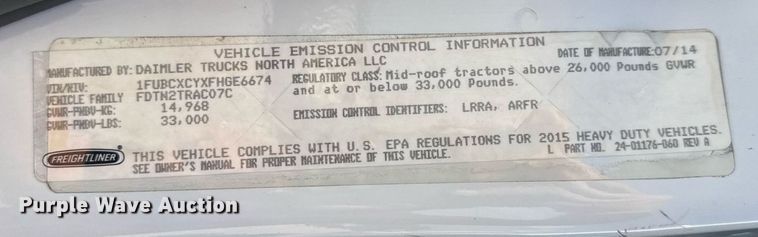 VEHICLE EMISSION CONTROL INFORMATION
DATE OF MANUFACTURE:07/14
MANUFACTURED BY: DAIMLER TRUCKS NORTH AMERICA LLC
VIN/NIV: 1FUBCXCYXFHGE6674
REGULATORY CLASS: Mid-roof tractors above 26,000 Pounds GVWR
VEHICLE FAMILY FDTN2TRAC07C
and at or below 33,000 Pounds.
GVWR-PNBV-KG: 14,968
GVWR-PNBV-LBS: 33,000
EMISSION CONTROL IDENTIFIERS: LRRA, ARFR
FREIGHTLINER
THIS VEHICLE COMPLIES WITH U.S. EPA REGULATIONS FOR 2015 HEAVY DUTY VEHICLES.
SEE OWNER'S MANUAL FOR PROPER MAINTENANCE OF THIS VEHICLE.
L PART NO. 24-01176-060 REV A
Purple Wave Auction